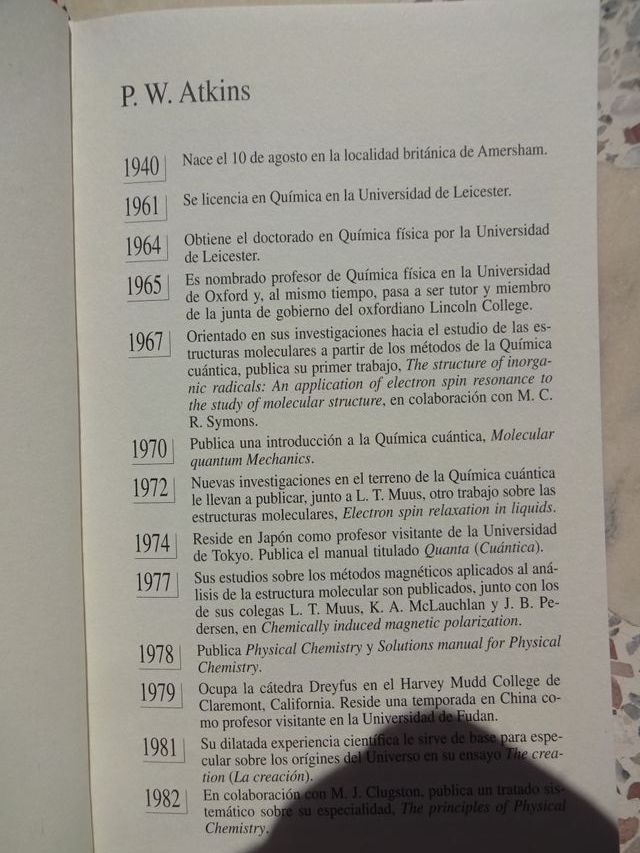 P. W. Atkins
1940 Nace el 10 de agosto en la localidad británica de Amersham.
1961 Se licencia en Química en la Universidad de Leicester.
1964 Obtiene el doctorado en Química física por la Universidad
de Leicester.
1965 Es nombrado profesor de Química física en la Universidad
de Oxford y, al mismo tiempo, pasa a ser tutor y miembro
de la junta de gobierno del oxfordiano Lincoln College.
1967 Orientado en sus investigaciones hacia el estudio de las es-
tructuras moleculares a partir de los métodos de la Química
cuántica, publica su primer trabajo, The structure of inorga-
nic radicals: An application of electron spin resonance to
the study of molecular structure, en colaboración con M. C.
R. Symons.
1970 Publica una introducción a la Química cuántica, Molecular
quantum Mechanics.
1972 Nuevas investigaciones en el terreno de la Química cuántica
le llevan a publicar, junto a L. T. Muus, otro trabajo sobre las
estructuras moleculares, Electron spin relaxation in liquids.
1974 Reside en Japón como profesor visitante de la Universidad
de Tokyo. Publica el manual titulado Quanta (Cuántica).
1977 Sus estudios sobre los métodos magnéticos aplicados al aná-
lisis de la estructura molecular son publicados, junto con los
de sus colegas L. T. Muus, K. A. McLauchlan y J. B. Pe-
dersen, en Chemically induced magnetic polarization.
1978 Publica Physical Chemistry y Solutions manual for Physical
Chemistry.
1979 Ocupa la cátedra Dreyfus en el Harvey Mudd College de
Claremont, California. Reside una temporada en China co-
mo profesor visitante en la Universidad de Fudan.
1981 Su dilatada experiencia científica le sirve de base para espe-
cular sobre los orígines del Universo en su ensayo The crea-
tion (La creación).
1982 En colaboración con M. J. Clugston, publica un tratado sis-
temático sobre su especialidad, The principles of Physical
Chemistry.